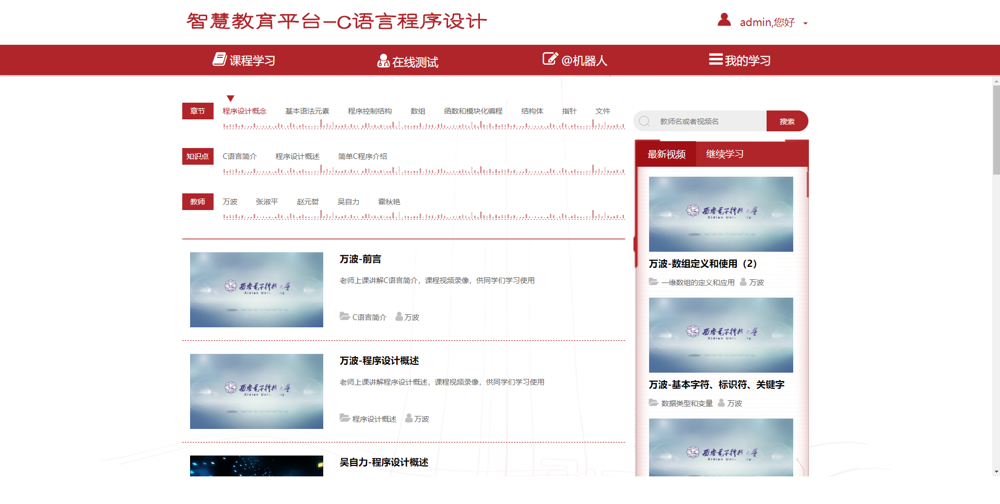 智慧教育平台-C语言程序设计
admin,您好
课程学习
在线测试
@机器人
我的学习
章节
程序设计概念 基本语法元素 程序控制结构 数组 函数和模块化编程 结构体 指针 文件
知识点
C语言简介 程序设计概述 简单C程序介绍
教师
万波 张淑平 赵元哲 吴自力 霍秋艳
西安电子科技大学
Xidian University
万波-前言
老师上课讲解C语言简介，课程视频录像，供同学们学习使用
C语言简介 万波
西安电子科技大学
Xidian University
万波-程序设计概述
老师上课讲解程序设计概述，课程视频录像，供同学们学习使用
程序设计概述 万波
吴自力-程序设计概述
教师名或者视频名
搜索
最新视频 继续学习
西安电子科技大学
Xidian University
万波-数组定义和使用（2）
一维数组的定义和应用 万波
西安电子科技大学
Xidian University
万波-基本字符、标识符、关键字
数据类型和变量 万波
西安电子科技大学
Xidian University